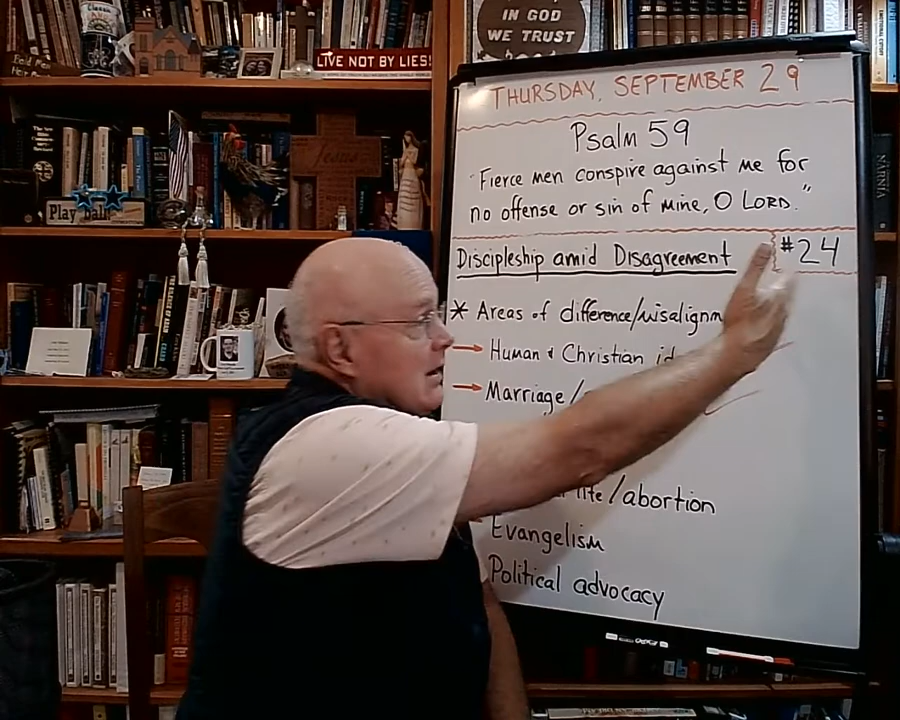 IN GOD
WE TRUST
LIVE NOT BY LIES!
THURSDAY, SEPTEMBER 29
Psalm 59
"Fierce men conspire against me for
no offense or sin of mine, O LORD."
Discipleship amid Disagreement #24
* Areas of difference/misalignm
→ Human & Christian id
→ Marriage/
life/abortion
Evangelism
Political advocacy
Play ball
Jesus
NARNIA